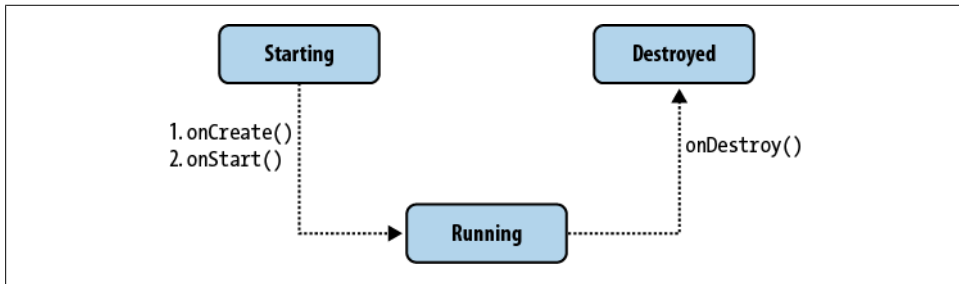 Starting
Destroyed
1. onCreate()
2. onStart()
onDestroy()
Running